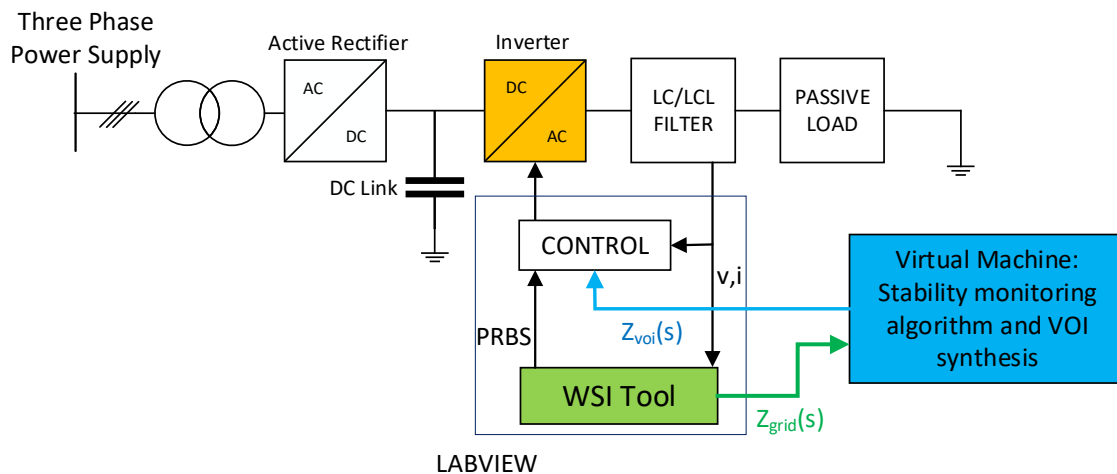 Three Phase
Power Supply
Active Rectifier
Inverter
AC
DC
DC
AC
LC/LCL
FILTER
PASSIVE
LOAD
DC Link
CONTROL
v,i
Virtual Machine:
Stability monitoring
algorithm and VOI
synthesis
PRBS
Zvoi(s)
WSI Tool
Zgrid(s)
LABVIEW